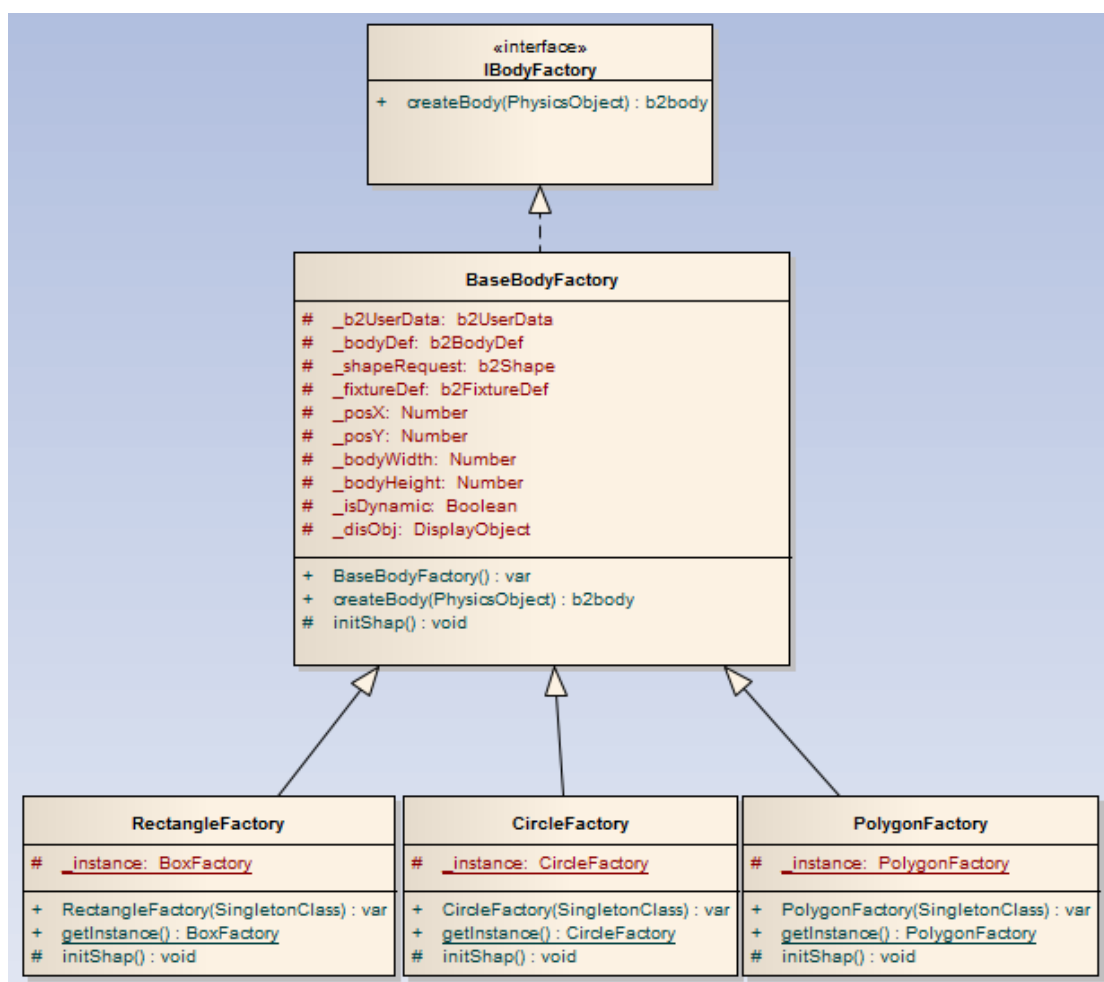 «interface»
IBodyFactory
+ createBody(PhysicsObject) : b2body
BaseBodyFactory
# _b2UserData: b2UserData
# _bodyDef: b2BodyDef
# _shapeRequest: b2Shape
# _fixtureDef: b2FixtureDef
# _posX: Number
# _posY: Number
# _bodyWidth: Number
# _bodyHeight: Number
# _isDynamic: Boolean
# _disObj: DisplayObject
+ BaseBodyFactory() : var
+ createBody(PhysicsObject) : b2body
# initShap() : void
RectangleFactory
# _instance: BoxFactory
+ RectangleFactory(SingletonClass) : var
+ getInstance() : BoxFactory
# initShap() : void
CircleFactory
# _instance: CircleFactory
+ CircleFactory(SingletonClass) : var
+ getInstance() : CircleFactory
# initShap() : void
PolygonFactory
# _instance: PolygonFactory
+ PolygonFactory(SingletonClass) : var
+ getInstance() : PolygonFactory
# initShap() : void